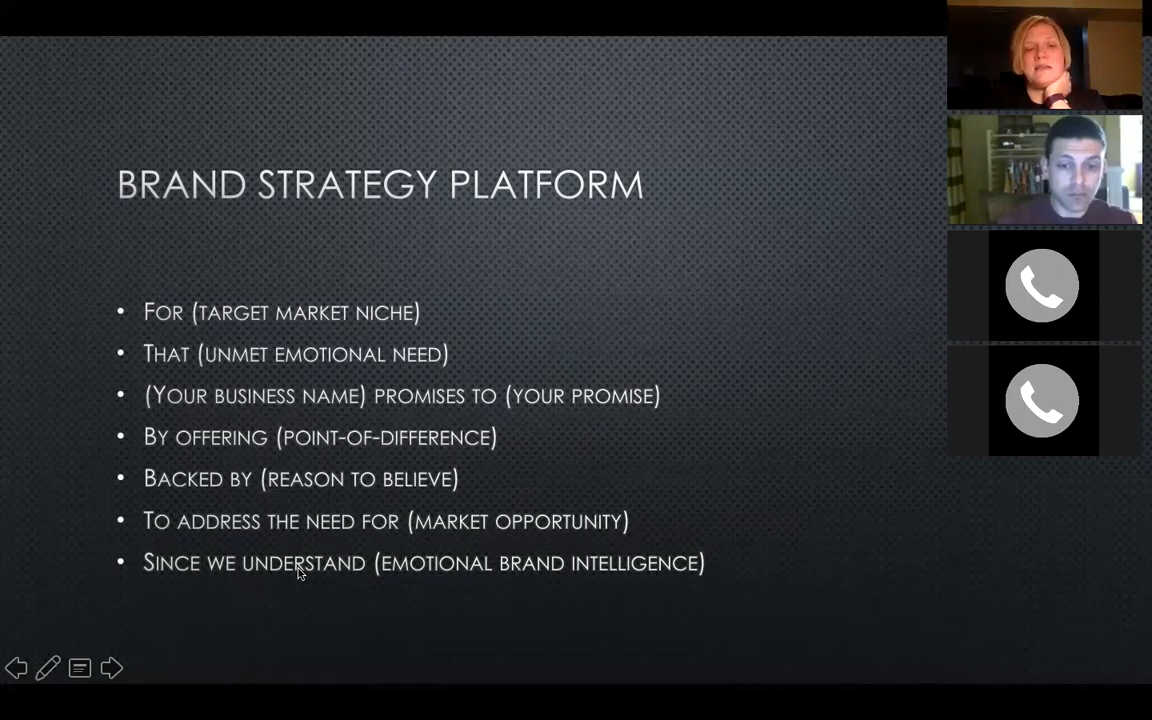 BRAND STRATEGY PLATFORM
• FOR (TARGET MARKET NICHE)
• THAT (UNMET EMOTIONAL NEED)
• (YOUR BUSINESS NAME) PROMISES TO (YOUR PROMISE)
• BY OFFERING (POINT-OF-DIFFERENCE)
• BACKED BY (REASON TO BELIEVE)
• TO ADDRESS THE NEED FOR (MARKET OPPORTUNITY)
• SINCE WE UNDERSTAND (EMOTIONAL BRAND INTELLIGENCE)